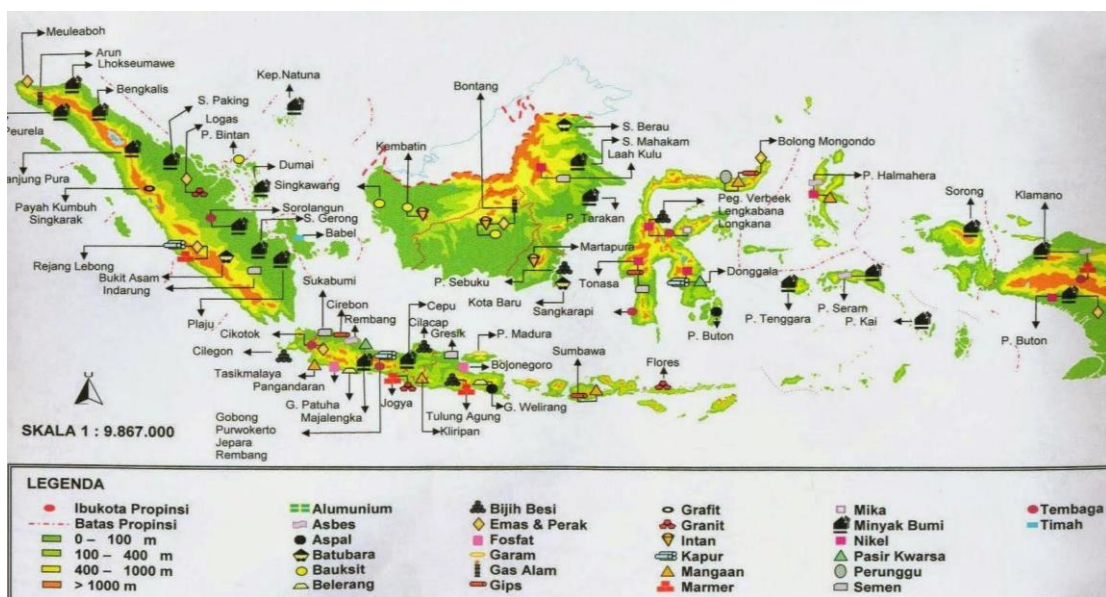 Meuleaboh
Arun
Lhokseumawe
Bengkalis
Kep.Natuna
S. Paking
Logas
P. Bintan
Dumai
Singkawang
Peurela
anjung Pura
Payah Kumbuh
Singkarak
Sorolangun
S. Gerong
Babel
Rejang Lebong
Bukit Asam
Indarung
Plaju
Kembatin
Bontang
S. Berau
S. Mahakam
Laah Kulu
P. Tarakan
Martapura
P. Sebuku
Kota Baru
Bolong Mongondo
P. Halmahera
Peg. Verbeek
Lengkabana
Longkana
Tonasa
Donggala
Sangkarapi
P. Buton
P. Tenggara
P. Seram
P. Kai
Sorong
Klamano
P. Buton
Sukabumi
Cirebon
Rembang
Cikotok
Cilegon
Tasikmalaya
Pangandaran
Cepu
Cilacap
Gresik
P. Madura
Bojonegoro
Sumbawa
Flores
G. Patuha
Majalengka
Jogya
Tulung Agung
G. Welirang
Kliripan
Gobong
Purwokerto
Jepara
Rembang
SKALA 1 : 9.867.000
LEGENDA
Ibukota Propinsi
Batas Propinsi
0 – 100 m
100 – 400 m
400 – 1000 m
> 1000 m
Alumunium
Asbes
Aspal
Batubara
Bauksit
Belerang
Bijih Besi
Emas & Perak
Fosfat
Garam
Gas Alam
Gips
Grafit
Granit
Intan
Kapur
Mangaan
Marmer
Mika
Minyak Bumi
Nikel
Pasir Kwarsa
Perunggu
Semen
Tembaga
Timah